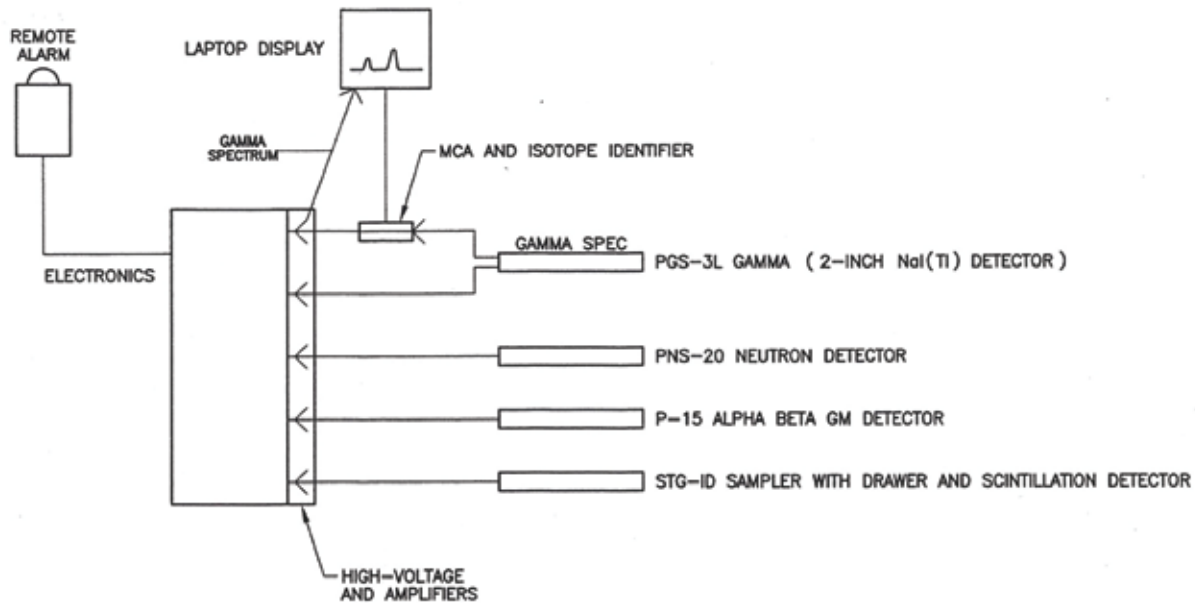 REMOTE
ALARM
LAPTOP DISPLAY
GAMMA
SPECTRUM
MCA AND ISOTOPE IDENTIFIER
GAMMA SPEC
PGS-3L GAMMA ( 2-INCH NaI(Tl) DETECTOR )
ELECTRONICS
PNS-20 NEUTRON DETECTOR
P-15 ALPHA BETA GM DETECTOR
STG-ID SAMPLER WITH DRAWER AND SCINTILLATION DETECTOR
HIGH-VOLTAGE
AND AMPLIFIERS